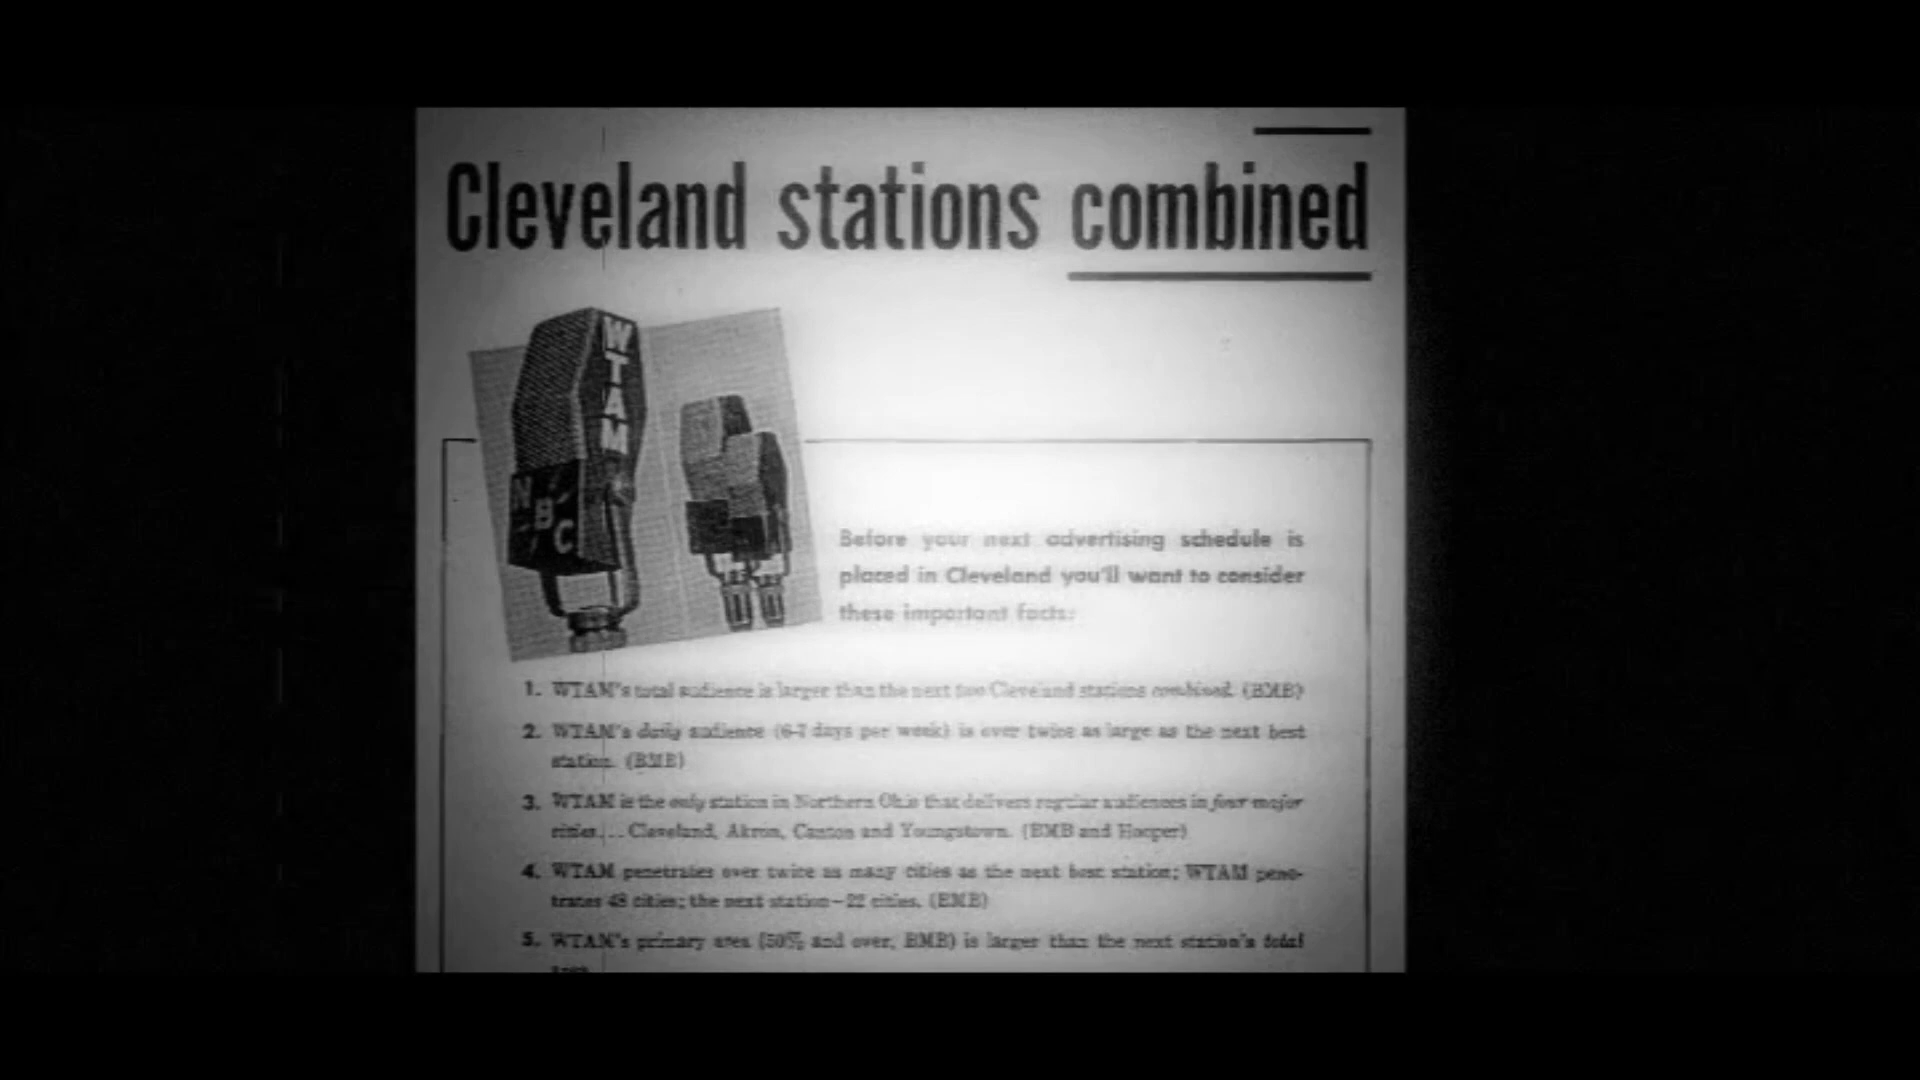 Cleveland stations combined
WTAM
NBC
Before your next advertising schedule is
placed in Cleveland you'll want to consider
these important facts:
1. WTAM's total audience is larger than the next two Cleveland stations combined. (BMB)
2. WTAM's daily audience (6-7 days per week) is over twice as large as the next best
station. (BMB)
3. WTAM is the only station in Northern Ohio that delivers regular audiences in four major
cities... Cleveland, Akron, Canton and Youngstown. (BMB and Hooper)
4. WTAM penetrates over twice as many cities as the next best station; WTAM pene-
trates 48 cities; the next station—22 cities. (BMB)
5. WTAM's primary area (50% and over, BMB) is larger than the next station's total